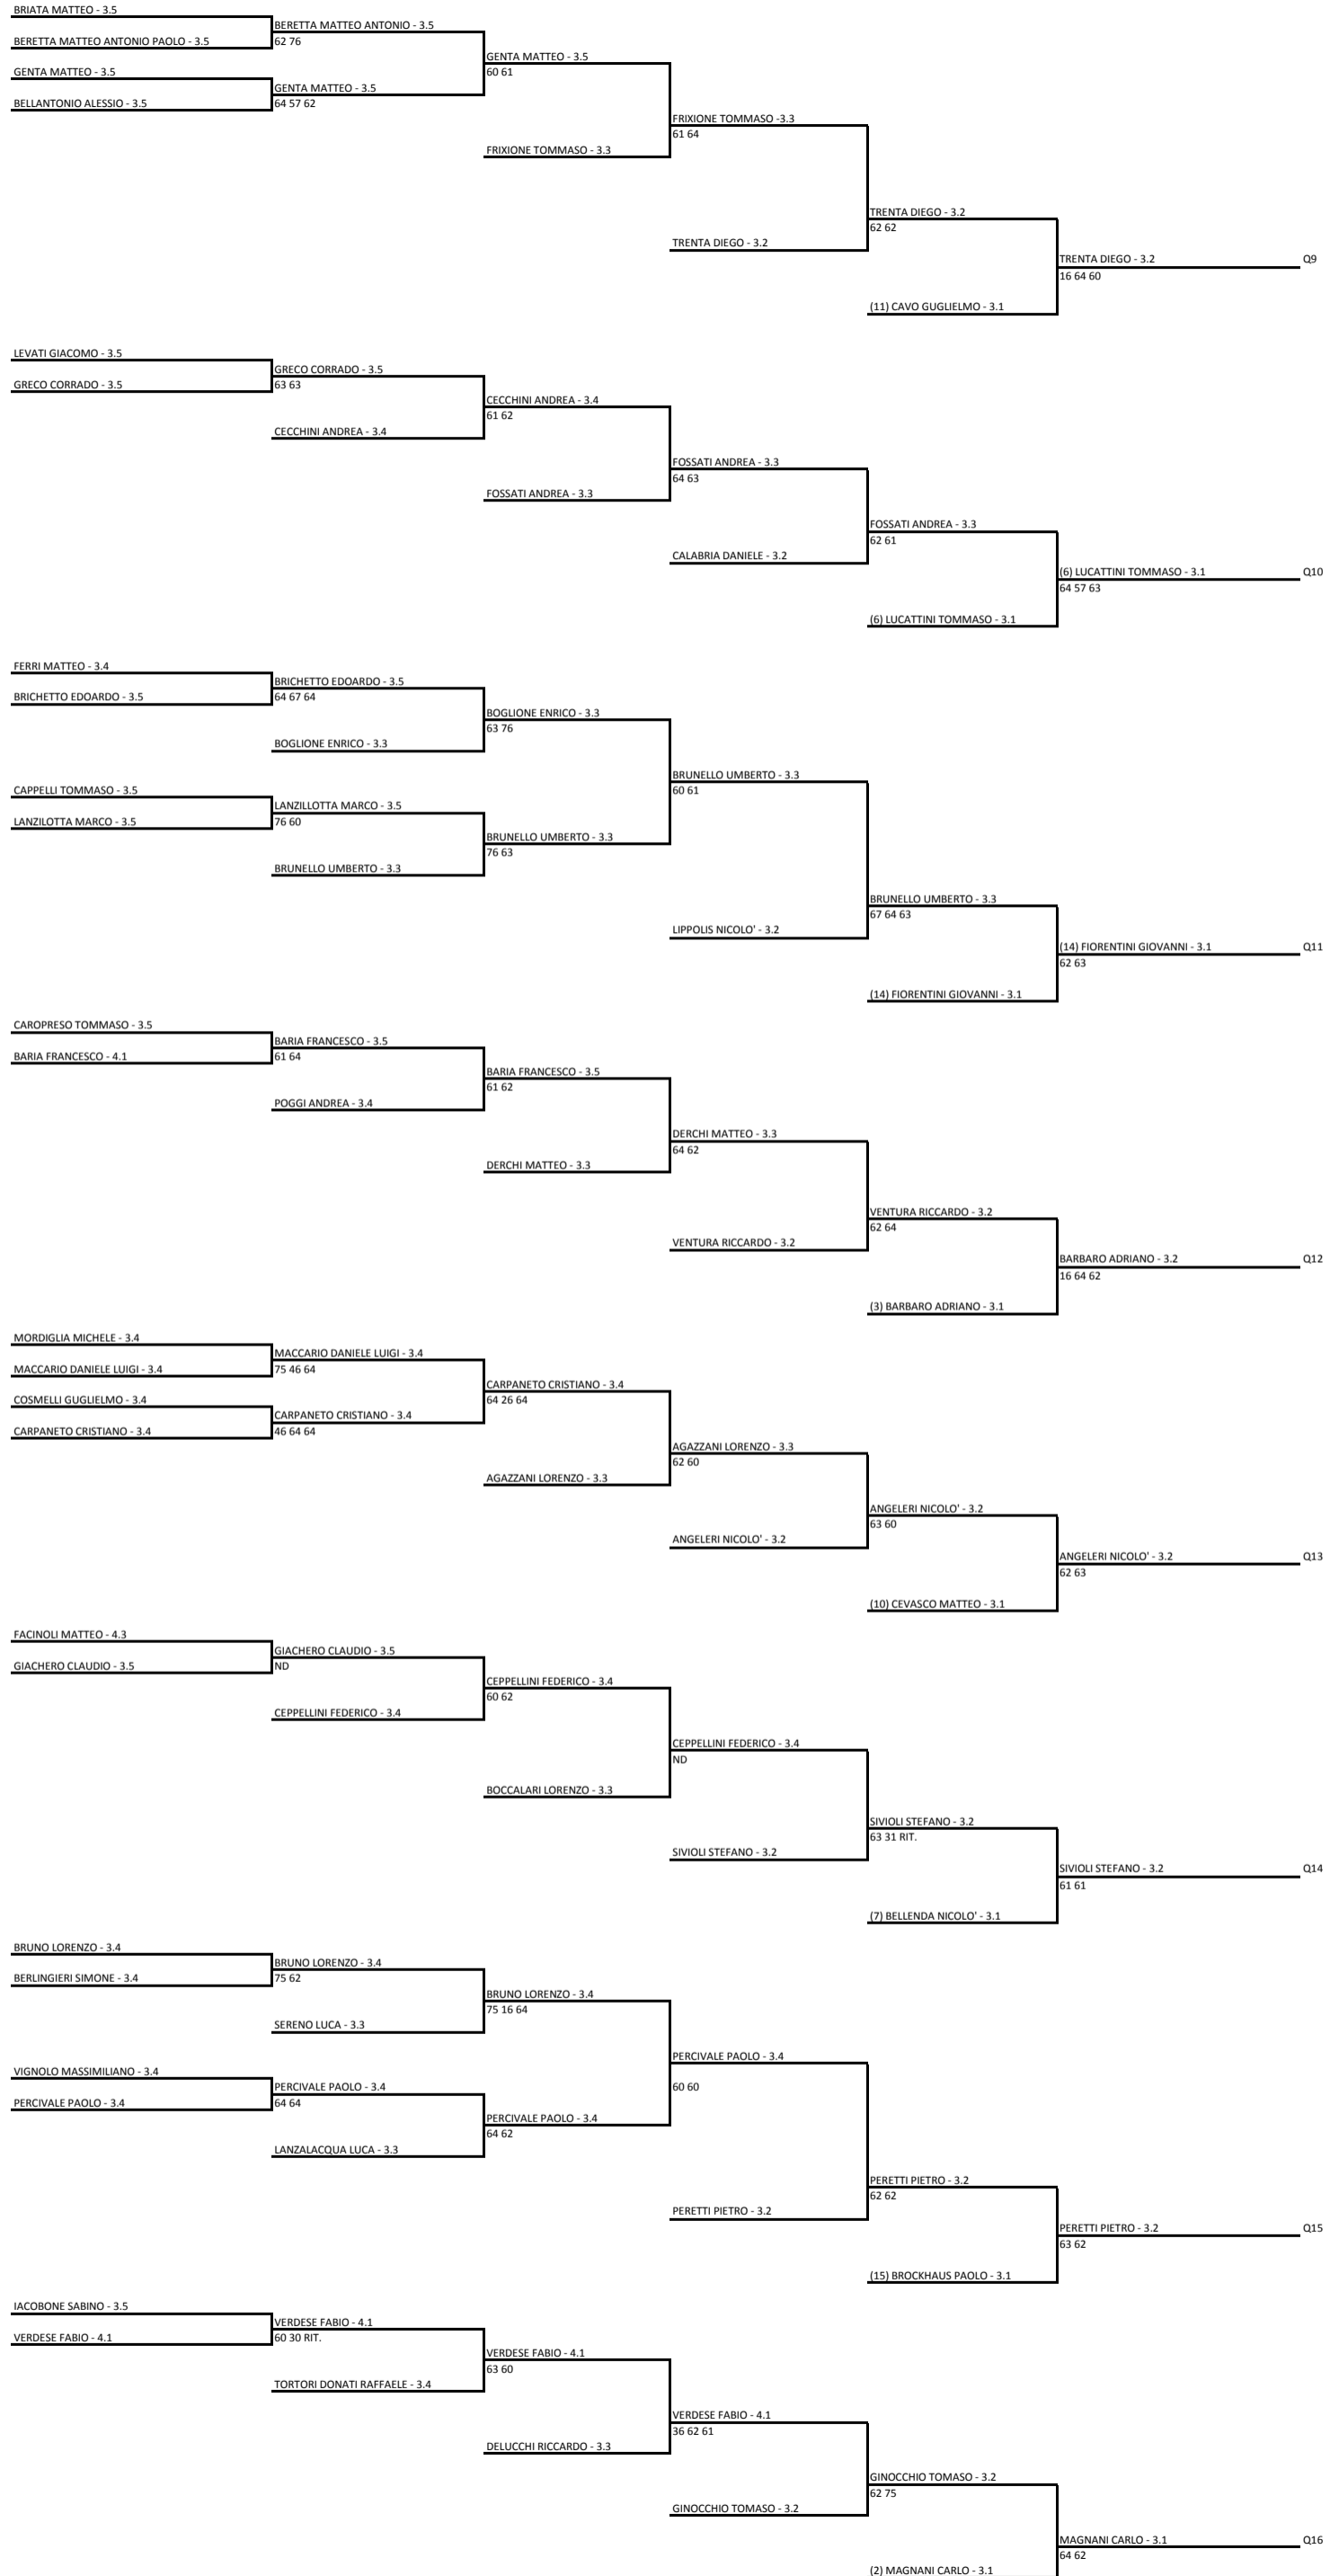 BRIATA MATTEO - 3.5
BERETTA MATTEO ANTONIO - 3.5
BERETTA MATTEO ANTONIO PAOLO - 3.5
62 76
GENTA MATTEO - 3.5
60 61
GENTA MATTEO - 3.5
GENTA MATTEO - 3.5
BELLANTONIO ALESSIO - 3.5
64 57 62
FRIXIONE TOMMASO -3.3
61 64
FRIXIONE TOMMASO - 3.3
TRENTA DIEGO - 3.2
62 62
TRENTA DIEGO - 3.2
TRENTA DIEGO - 3.2
Q9
16 64 60
(11) CAVO GUGLIELMO - 3.1
LEVATI GIACOMO - 3.5
GRECO CORRADO - 3.5
GRECO CORRADO - 3.5
63 63
CECCHINI ANDREA - 3.4
61 62
CECCHINI ANDREA - 3.4
FOSSATI ANDREA - 3.3
64 63
FOSSATI ANDREA - 3.3
FOSSATI ANDREA - 3.3
62 61
CALABRIA DANIELE - 3.2
(6) LUCATTINI TOMMASO - 3.1
Q10
64 57 63
(6) LUCATTINI TOMMASO - 3.1
FERRI MATTEO - 3.4
BRICHETTO EDOARDO - 3.5
BRICHETTO EDOARDO - 3.5
64 67 64
BOGLIONE ENRICO - 3.3
63 76
BOGLIONE ENRICO - 3.3
BRUNELLO UMBERTO - 3.3
60 61
CAPPELLI TOMMASO - 3.5
LANZILLOTTA MARCO - 3.5
LANZILOTTA MARCO - 3.5
76 60
BRUNELLO UMBERTO - 3.3
76 63
BRUNELLO UMBERTO - 3.3
BRUNELLO UMBERTO - 3.3
67 64 63
LIPPOLIS NICOLO' - 3.2
(14) FIORENTINI GIOVANNI - 3.1
Q11
62 63
(14) FIORENTINI GIOVANNI - 3.1
CAROPRESO TOMMASO - 3.5
BARIA FRANCESCO - 3.5
BARIA FRANCESCO - 4.1
61 64
BARIA FRANCESCO - 3.5
61 62
POGGI ANDREA - 3.4
DERCHI MATTEO - 3.3
64 62
DERCHI MATTEO - 3.3
VENTURA RICCARDO - 3.2
62 64
VENTURA RICCARDO - 3.2
BARBARO ADRIANO - 3.2
Q12
16 64 62
(3) BARBARO ADRIANO - 3.1
MORDIGLIA MICHELE - 3.4
MACCARIO DANIELE LUIGI - 3.4
MACCARIO DANIELE LUIGI - 3.4
75 46 64
CARPANETO CRISTIANO - 3.4
64 26 64
COSMELLI GUGLIELMO - 3.4
CARPANETO CRISTIANO - 3.4
CARPANETO CRISTIANO - 3.4
46 64 64
AGAZZANI LORENZO - 3.3
62 60
AGAZZANI LORENZO - 3.3
ANGELERI NICOLO' - 3.2
63 60
ANGELERI NICOLO' - 3.2
ANGELERI NICOLO' - 3.2
Q13
62 63
(10) CEVASCO MATTEO - 3.1
FACINOLI MATTEO - 4.3
GIACHERO CLAUDIO - 3.5
GIACHERO CLAUDIO - 3.5
ND
CEPPELLINI FEDERICO - 3.4
60 62
CEPPELLINI FEDERICO - 3.4
CEPPELLINI FEDERICO - 3.4
ND
BOCCALARI LORENZO - 3.3
SIVIOLI STEFANO - 3.2
63 31 RIT.
SIVIOLI STEFANO - 3.2
SIVIOLI STEFANO - 3.2
Q14
61 61
(7) BELLENDA NICOLO' - 3.1
BRUNO LORENZO - 3.4
BRUNO LORENZO - 3.4
BERLINGIERI SIMONE - 3.4
75 62
BRUNO LORENZO - 3.4
75 16 64
SERENO LUCA - 3.3
PERCIVALE PAOLO - 3.4
60 60
VIGNOLO MASSIMILIANO - 3.4
PERCIVALE PAOLO - 3.4
PERCIVALE PAOLO - 3.4
64 64
PERCIVALE PAOLO - 3.4
64 62
LANZALACQUA LUCA - 3.3
PERETTI PIETRO - 3.2
62 62
PERETTI PIETRO - 3.2
PERETTI PIETRO - 3.2
Q15
63 62
(15) BROCKHAUS PAOLO - 3.1
IACOBONE SABINO - 3.5
VERDESE FABIO - 4.1
VERDESE FABIO - 4.1
60 30 RIT.
VERDESE FABIO - 4.1
63 60
TORTORI DONATI RAFFAELE - 3.4
VERDESE FABIO - 4.1
36 62 61
DELUCCHI RICCARDO - 3.3
GINOCCHIO TOMASO - 3.2
62 75
GINOCCHIO TOMASO - 3.2
MAGNANI CARLO - 3.1
Q16
64 62
(2) MAGNANI CARLO - 3.1